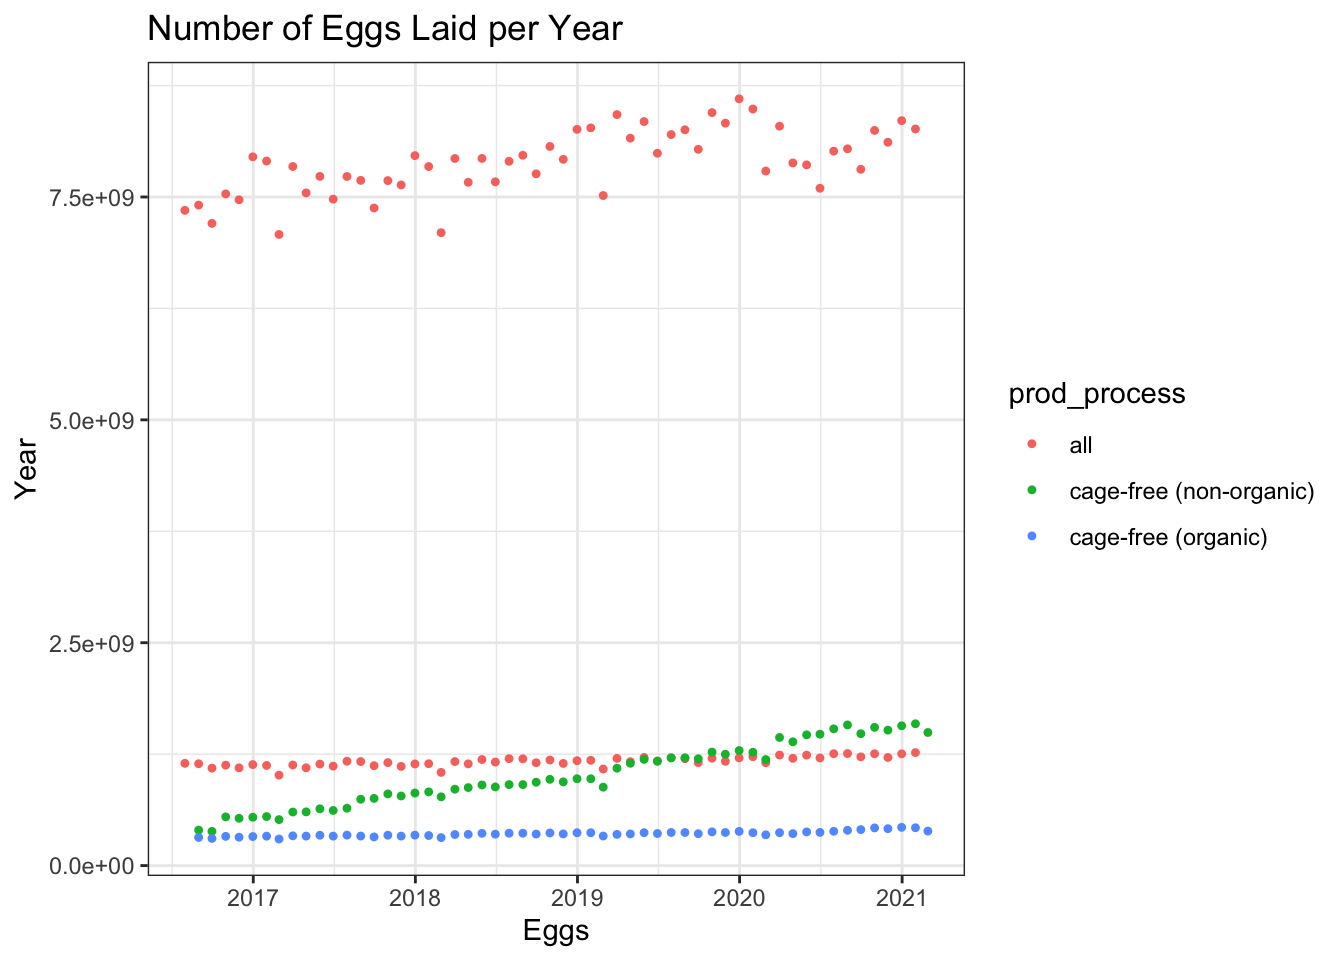 Number of Eggs Laid per Year
Year
7.5e+09
5.0e+09
2.5e+09
0.0e+00
2017 2018 2019 2020 2021
Eggs
prod_process
all
cage-free (non-organic)
cage-free (organic)